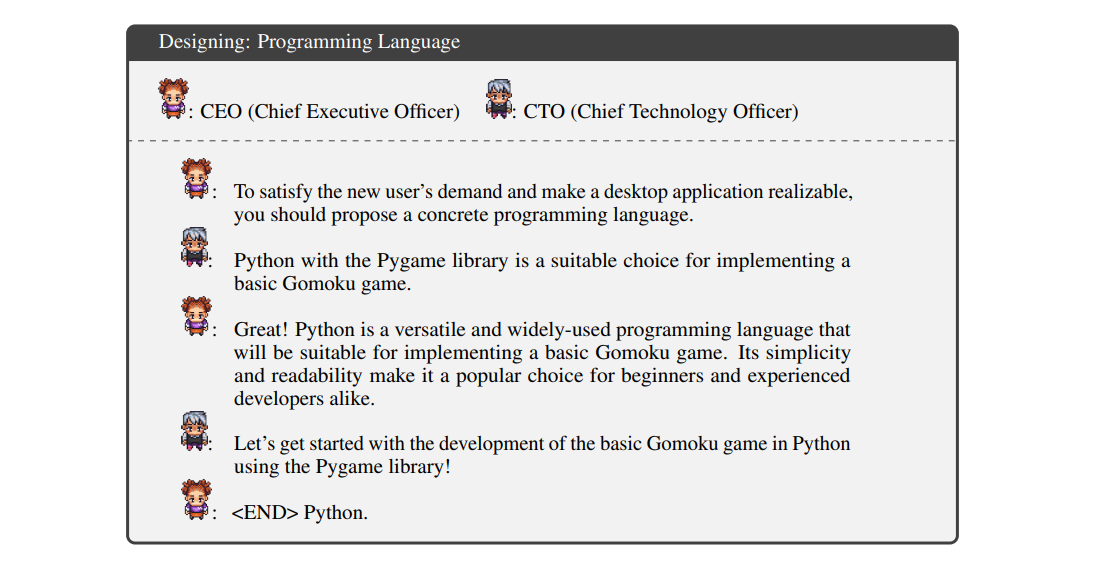 Designing: Programming Language
: CEO (Chief Executive Officer) : CTO (Chief Technology Officer)
: To satisfy the new user's demand and make a desktop application realizable,
you should propose a concrete programming language.
: Python with the Pygame library is a suitable choice for implementing a
basic Gomoku game.
: Great! Python is a versatile and widely-used programming language that
will be suitable for implementing a basic Gomoku game. Its simplicity
and readability make it a popular choice for beginners and experienced
developers alike.
: Let's get started with the development of the basic Gomoku game in Python
using the Pygame library!
: <END> Python.